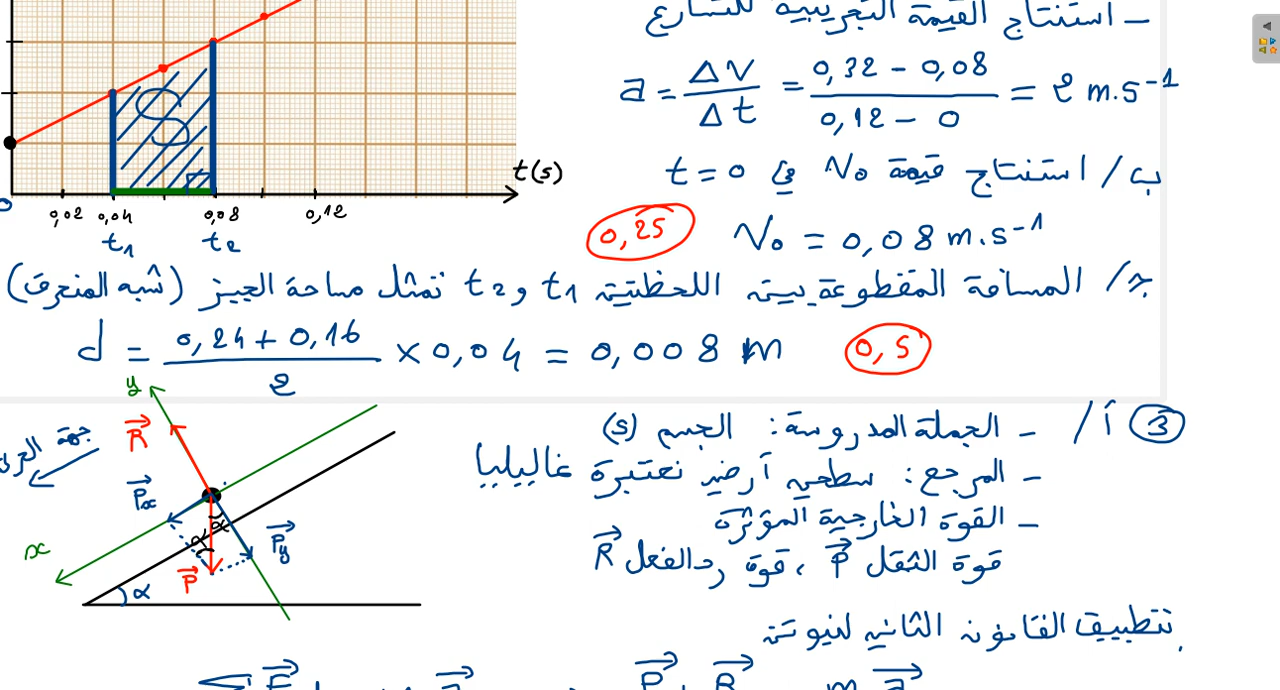 - استنتاج القيمة التجريبية للتسارع
a = ΔV/Δt = (0,32 - 0,08)/(0,12 - 0) = 2 m.s⁻¹
ب / استنتاج قيمة V₀ في t = 0
V₀ = 0,08 m.s⁻¹ 0,25
t(s)
0 0,02 0,04 0,08 0,12
t₁ t₂
S
ج / المسافة المقطوعة بين اللحظتين t₁ و t₂ تمثل مساحة الحيز (شبه المنحرف)
d = (0,24 + 0,16)/2 × 0,04 = 0,008 m 0,5
3 أ / - الجملة المدروسة: الجسم (s)
- المرجع: سطحي أرضي نعتبره غاليليا
- القوة الخارجية المؤثرة
قوة الثقل P⃗ ، قوة رد الفعل R⃗
بتطبيق القانون الثاني لنيوتن
y
R⃗
جهة
P⃗x
x
α α
P⃗y
P⃗
α